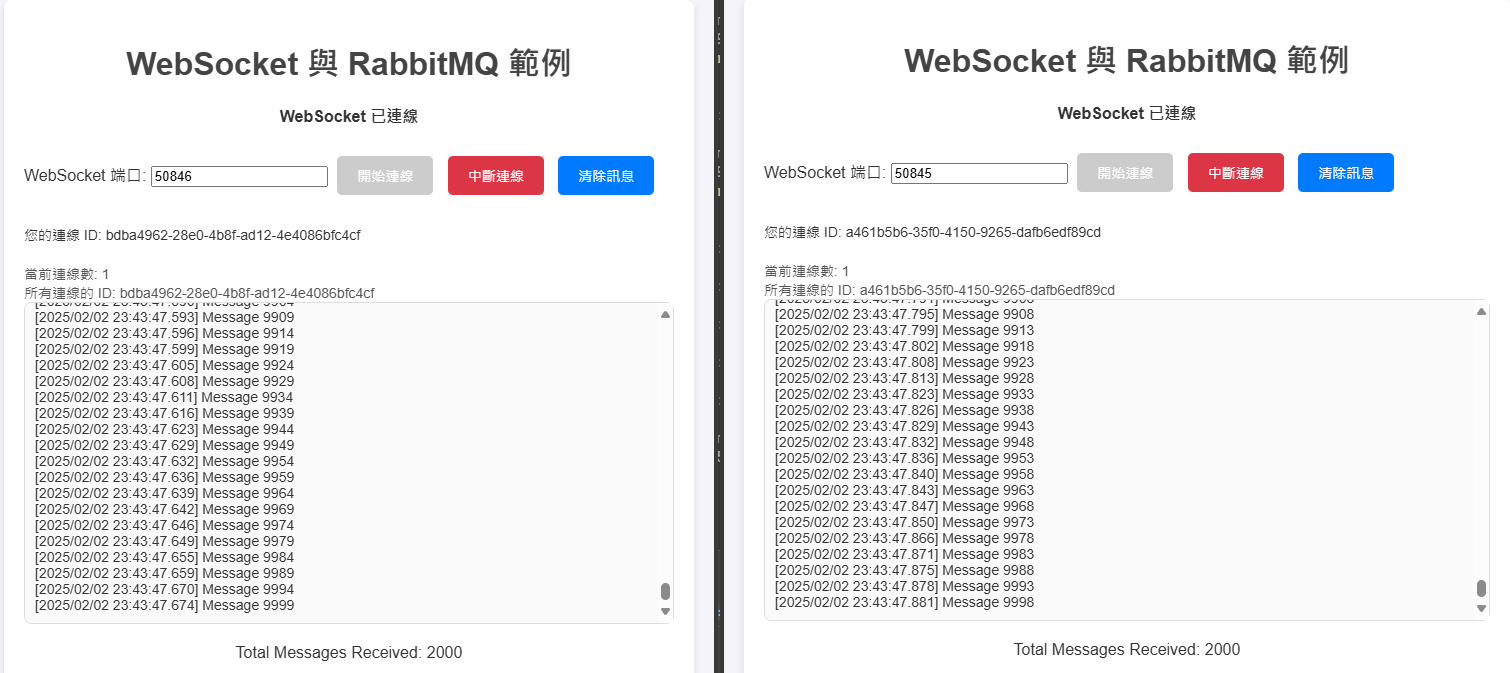 WebSocket 與 RabbitMQ 範例
WebSocket 已連線
WebSocket 端口: 50846 開始連線 中斷連線 清除訊息
您的連線 ID: bdba4962-28e0-4b8f-ad12-4e4086bfc4cf
當前連線數: 1
所有連線的 ID: bdba4962-28e0-4b8f-ad12-4e4086bfc4cf
[2025/02/02 23:43:47.593] Message 9909
[2025/02/02 23:43:47.596] Message 9914
[2025/02/02 23:43:47.599] Message 9919
[2025/02/02 23:43:47.605] Message 9924
[2025/02/02 23:43:47.608] Message 9929
[2025/02/02 23:43:47.611] Message 9934
[2025/02/02 23:43:47.616] Message 9939
[2025/02/02 23:43:47.623] Message 9944
[2025/02/02 23:43:47.629] Message 9949
[2025/02/02 23:43:47.632] Message 9954
[2025/02/02 23:43:47.636] Message 9959
[2025/02/02 23:43:47.639] Message 9964
[2025/02/02 23:43:47.642] Message 9969
[2025/02/02 23:43:47.646] Message 9974
[2025/02/02 23:43:47.649] Message 9979
[2025/02/02 23:43:47.655] Message 9984
[2025/02/02 23:43:47.659] Message 9989
[2025/02/02 23:43:47.670] Message 9994
[2025/02/02 23:43:47.674] Message 9999
Total Messages Received: 2000
WebSocket 與 RabbitMQ 範例
WebSocket 已連線
WebSocket 端口: 50845 開始連線 中斷連線 清除訊息
您的連線 ID: a461b5b6-35f0-4150-9265-dafb6edf89cd
當前連線數: 1
所有連線的 ID: a461b5b6-35f0-4150-9265-dafb6edf89cd
[2025/02/02 23:43:47.795] Message 9908
[2025/02/02 23:43:47.799] Message 9913
[2025/02/02 23:43:47.802] Message 9918
[2025/02/02 23:43:47.808] Message 9923
[2025/02/02 23:43:47.813] Message 9928
[2025/02/02 23:43:47.823] Message 9933
[2025/02/02 23:43:47.826] Message 9938
[2025/02/02 23:43:47.829] Message 9943
[2025/02/02 23:43:47.832] Message 9948
[2025/02/02 23:43:47.836] Message 9953
[2025/02/02 23:43:47.840] Message 9958
[2025/02/02 23:43:47.843] Message 9963
[2025/02/02 23:43:47.847] Message 9968
[2025/02/02 23:43:47.850] Message 9973
[2025/02/02 23:43:47.866] Message 9978
[2025/02/02 23:43:47.871] Message 9983
[2025/02/02 23:43:47.875] Message 9988
[2025/02/02 23:43:47.878] Message 9993
[2025/02/02 23:43:47.881] Message 9998
Total Messages Received: 2000